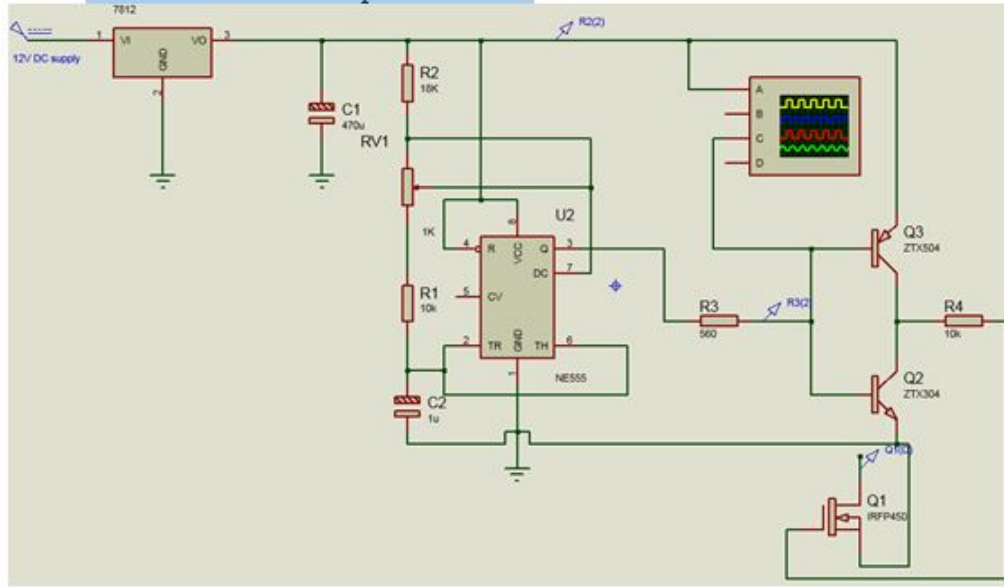 7812
1
VI
VO
3
GND
2
12V DC supply
R2(2)
C1
470u
R2
18K
RV1
1K
A
B
C
D
U2
8
4
R
VCC
Q
3
DC
7
5
CV
R1
10k
2
TR
GND
TH
6
1
NE555
C2
1u
R3
560
R3(2
Q3
ZTX504
R4
10k
Q2
ZTX304
Q1
IRFP450